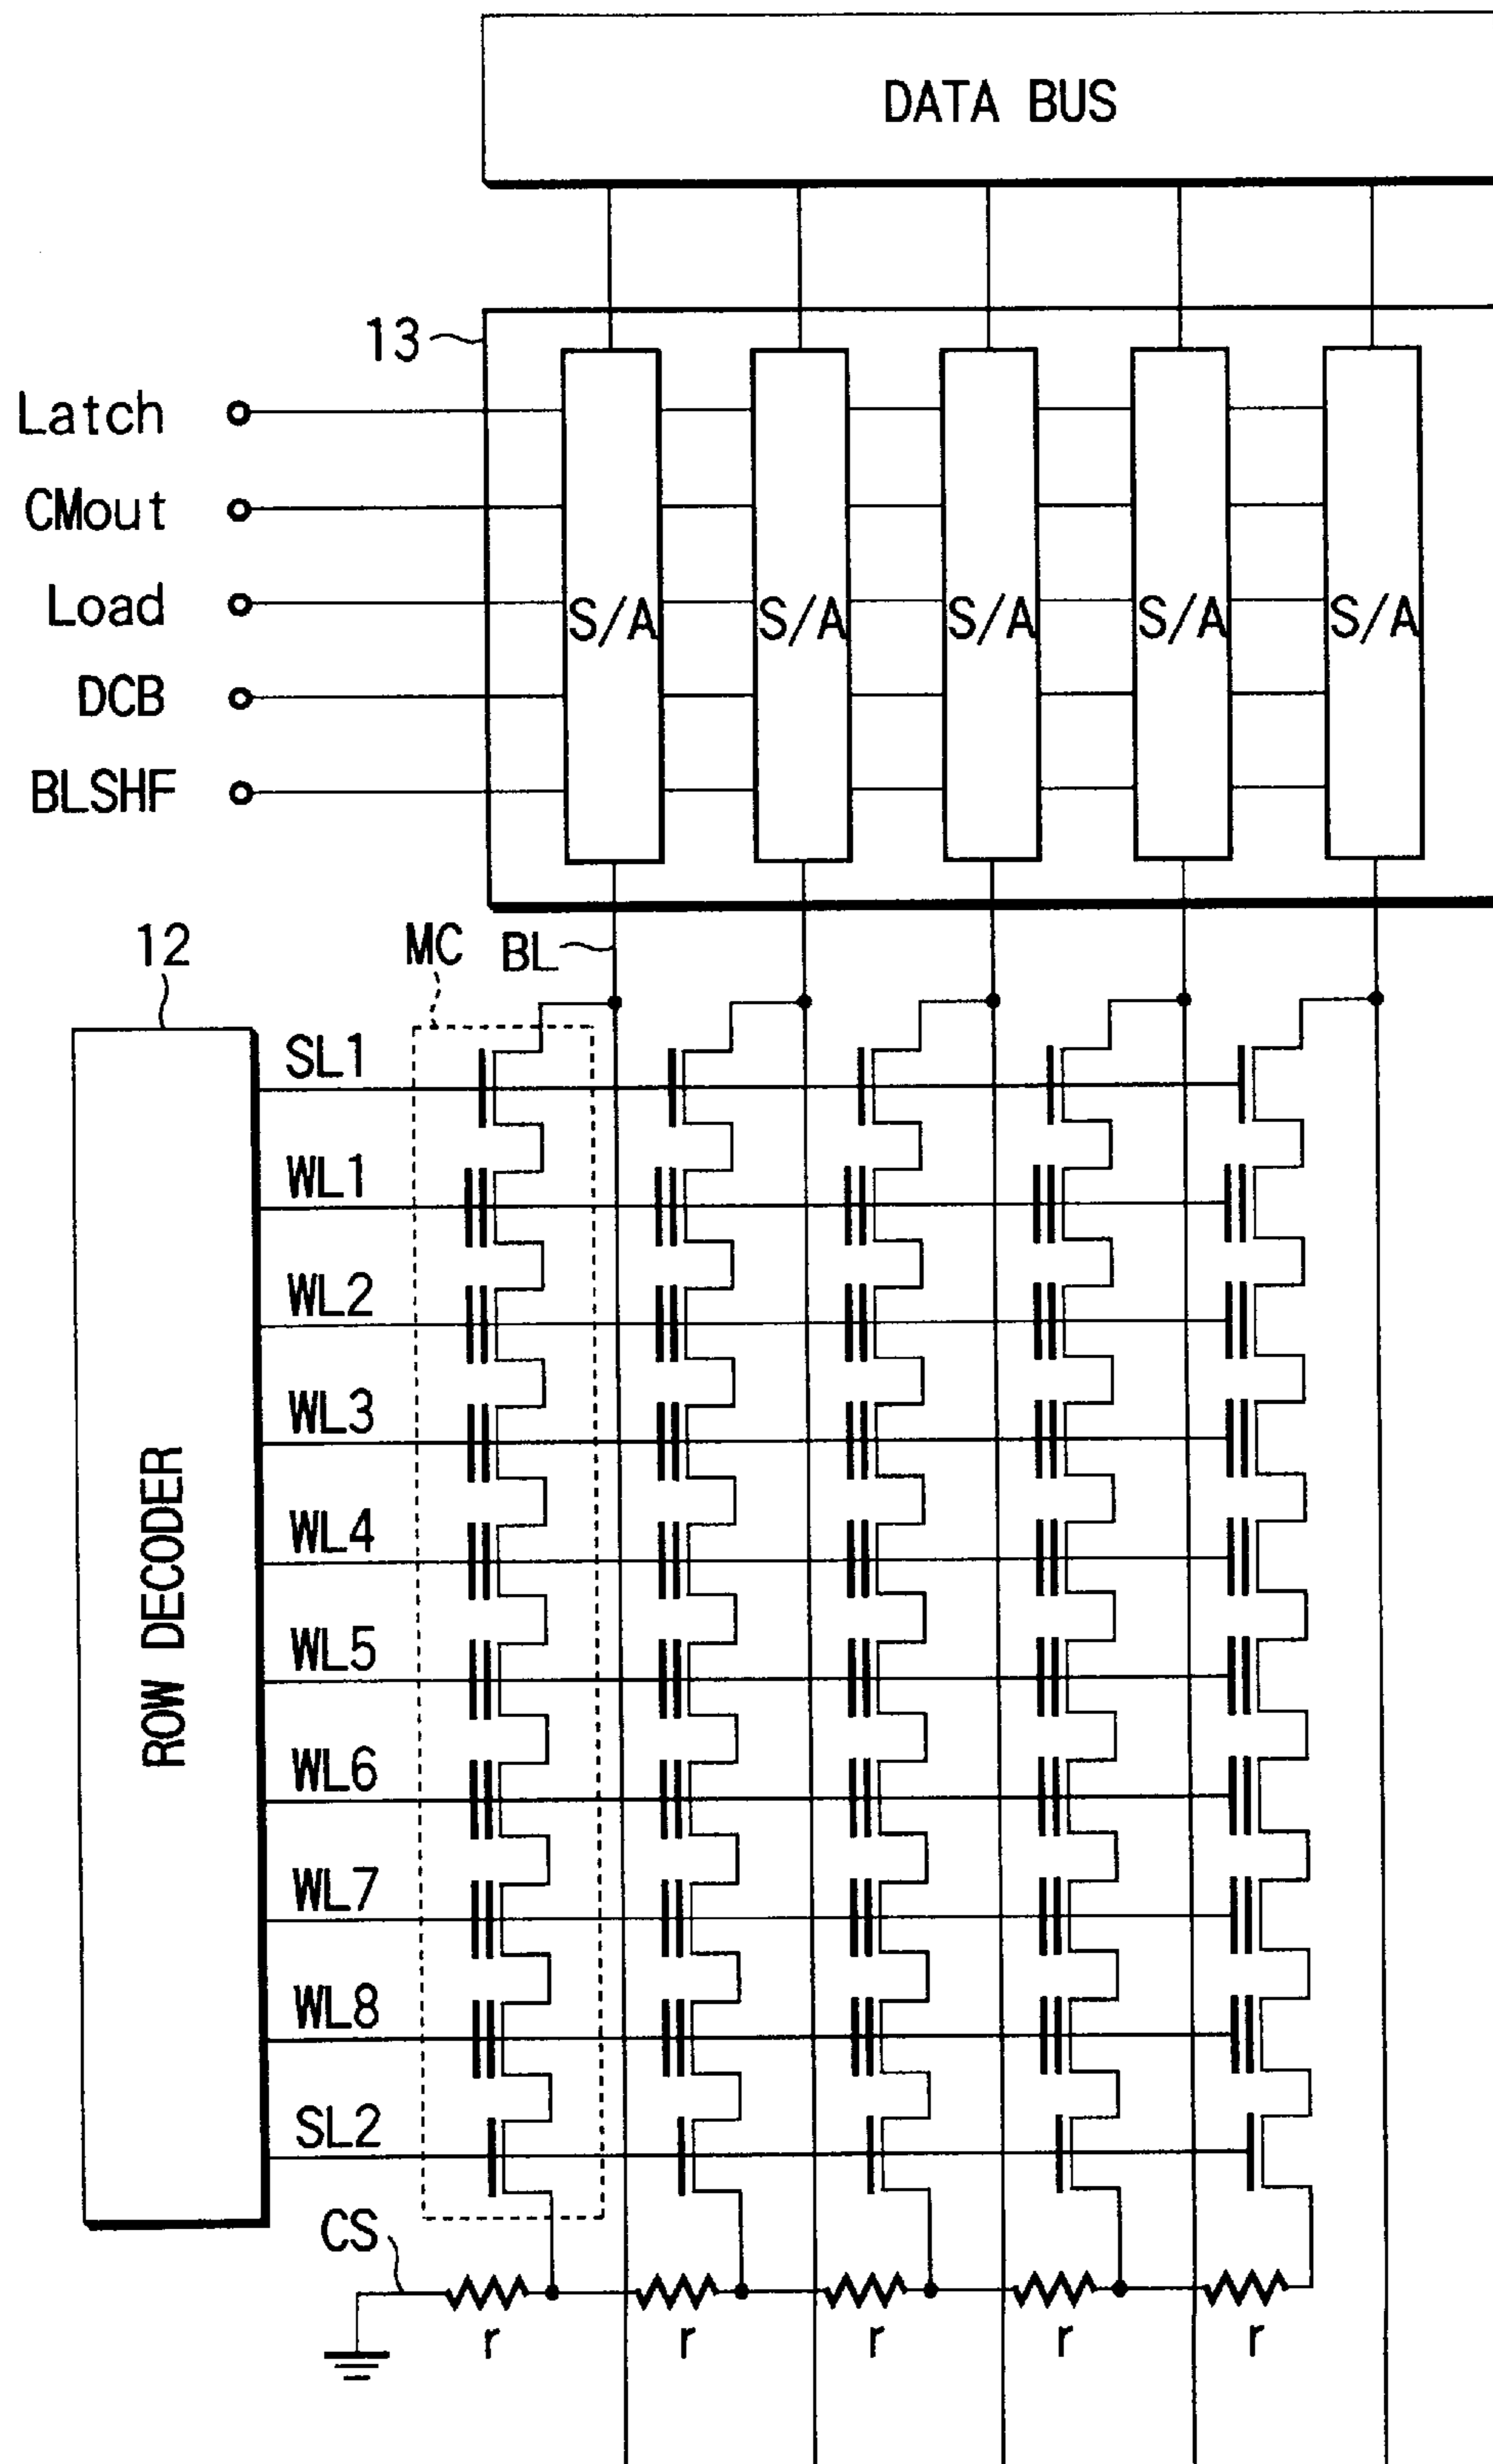 DATA BUS
13
Latch
CMout
Load
S/A S/A S/A S/A S/A
DCB
BLSHF
12
MC
BL
SL1
WL1
WL2
WL3
WL4
ROW DECODER
WL5
WL6
WL7
WL8
SL2
CS
r r r r r